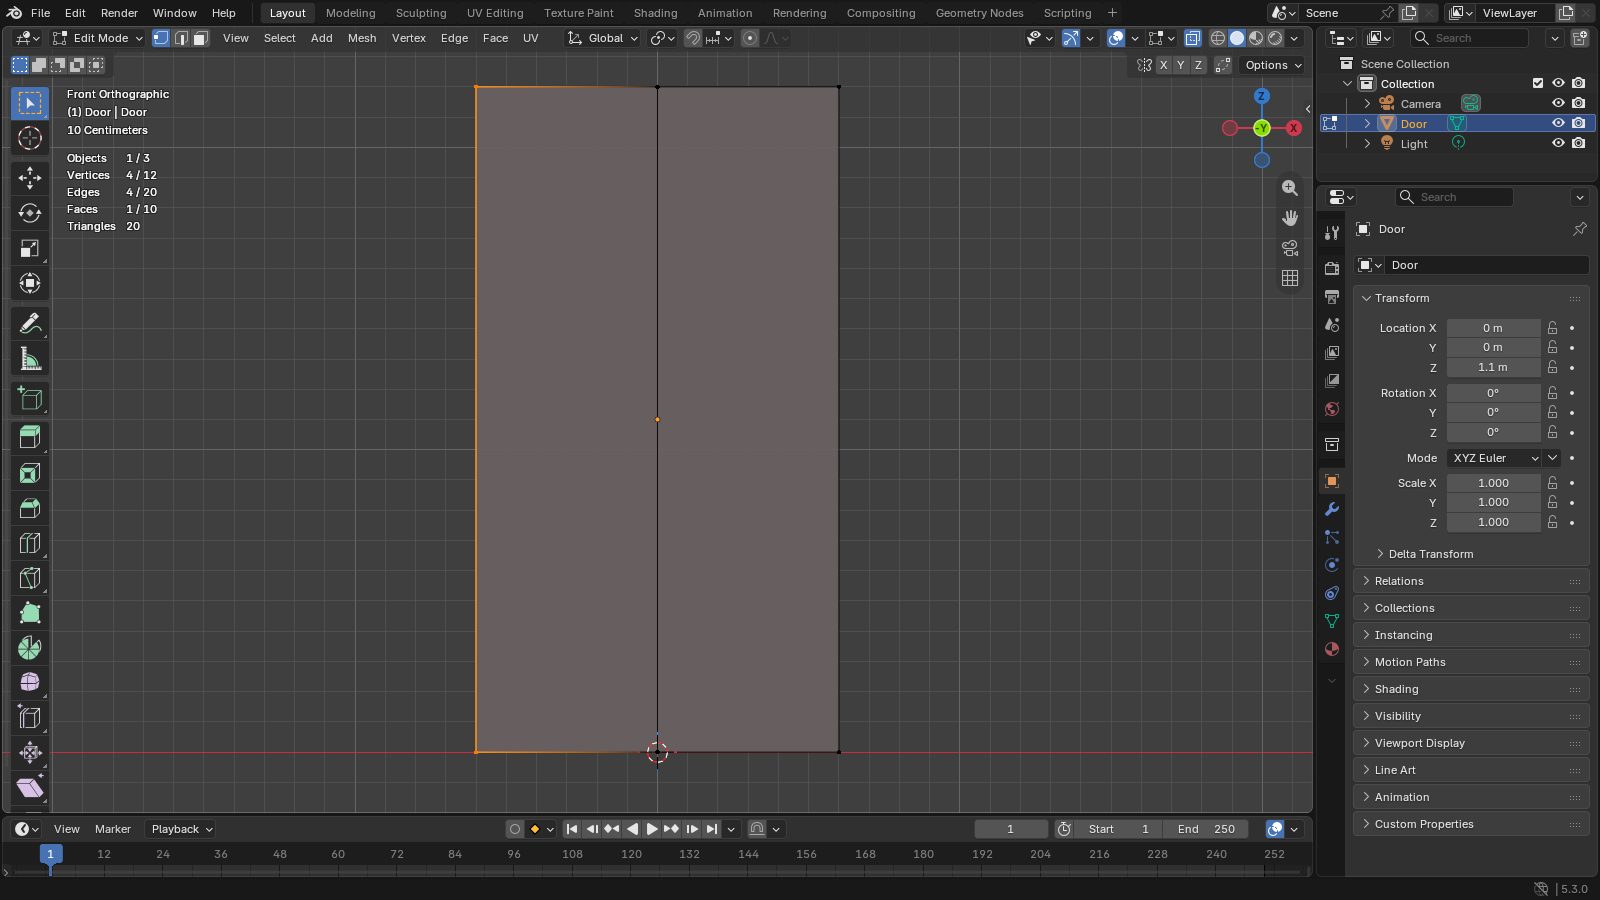 File Edit Render Window Help Layout Modeling Sculpting UV Editing Texture Paint Shading Animation Rendering Compositing Geometry Nodes Scripting + Scene ViewLayer
Edit Mode View Select Add Mesh Vertex Edge Face UV Global Search
X Y Z Options
Front Orthographic
(1) Door | Door
10 Centimeters
Objects 1 / 3
Vertices 4 / 12
Edges 4 / 20
Faces 1 / 10
Triangles 20
Z
-Y
X
Scene Collection
Collection
Camera
Door
Light
Search
Door
Door
Transform
Location X 0 m
Y 0 m
Z 1.1 m
Rotation X 0°
Y 0°
Z 0°
Mode XYZ Euler
Scale X 1.000
Y 1.000
Z 1.000
Delta Transform
Relations
Collections
Instancing
Motion Paths
Shading
Visibility
Viewport Display
Line Art
Animation
Custom Properties
View Marker Playback 1 Start 1 End 250
1 12 24 36 48 60 72 84 96 108 120 132 144 156 168 180 192 204 216 228 240 252
5.3.0